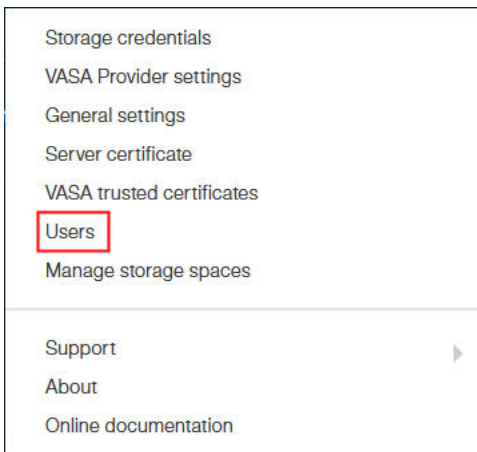 Storage credentials
VASA Provider settings
General settings
Server certificate
VASA trusted certificates
Users
Manage storage spaces
Support
About
Online documentation